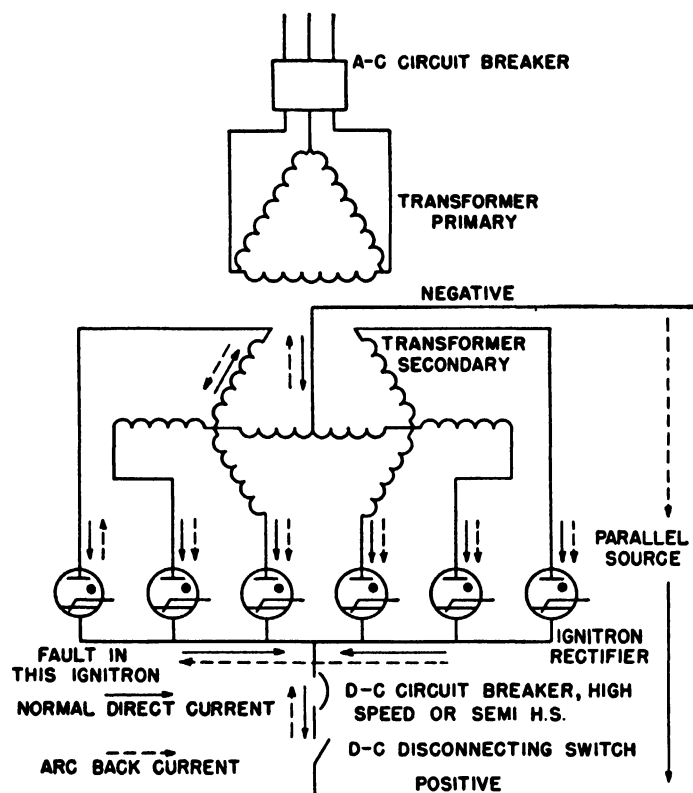 A-C CIRCUIT BREAKER
TRANSFORMER
PRIMARY
NEGATIVE
TRANSFORMER
SECONDARY
PARALLEL
SOURCE
IGNITRON
RECTIFIER
FAULT IN
THIS IGNITRON
NORMAL DIRECT CURRENT
D-C CIRCUIT BREAKER, HIGH
SPEED OR SEMI H.S.
D-C DISCONNECTING SWITCH
ARC BACK CURRENT
POSITIVE